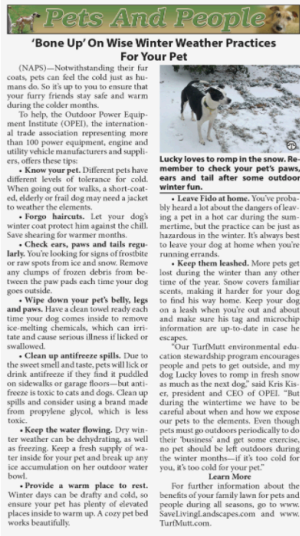 Pets And People
'Bone Up' On Wise Winter Weather Practices
For Your Pet
(NAPS)—Notwithstanding their fur
coats, pets can feel the cold just as hu-
mans do. So it's up to you to ensure that
your furry friends stay safe and warm
during the colder months.
To help, the Outdoor Power Equip-
ment Institute (OPEI), the internation-
al trade association representing more
than 100 power equipment, engine and
utility vehicle manufacturers and suppli-
ers, offers these tips:
• Know your pet. Different pets have
different levels of tolerance for cold.
When going out for walks, a short-coat-
ed, elderly or frail dog may need a jacket
to weather the elements.
• Forgo haircuts. Let your dog's
winter coat protect him against the chill.
Save shearing for warmer months.
• Check ears, paws and tails regu-
larly. You're looking for signs of frostbite
or raw spots from ice and snow. Remove
any clumps of frozen debris from be-
tween the paw pads each time your dog
goes outside.
• Wipe down your pet's belly, legs
and paws. Have a clean towel ready each
time your dog comes inside to remove
ice-melting chemicals, which can irri-
tate and cause serious illness if licked or
swallowed.
• Clean up antifreeze spills. Due to
the sweet smell and taste, pets will lick or
drink antifreeze if they find it puddled
on sidewalks or garage floors—but anti-
freeze is toxic to cats and dogs. Clean up
spills and consider using a brand made
from propylene glycol, which is less
toxic.
• Keep the water flowing. Dry win-
ter weather can be dehydrating, as well
as freezing. Keep a fresh supply of wa-
ter inside for your pet and break up any
ice accumulation on her outdoor water
bowl.
• Provide a warm place to rest.
Winter days can be drafty and cold, so
ensure your pet has plenty of elevated
places inside to warm up. A cozy pet bed
works beautifully.
Lucky loves to romp in the snow. Re-
member to check your pet's paws,
ears and tail after some outdoor
winter fun.
• Leave Fido at home. You've proba-
bly heard a lot about the dangers of leav-
ing a pet in a hot car during the sum-
mertime, but the practice can be just as
hazardous in the winter. It's always best
to leave your dog at home when you're
running errands.
• Keep them leashed. More pets get
lost during the winter than any other
time of the year. Snow covers familiar
scents, making it harder for your dog
to find his way home. Keep your dog
on a leash when you're out and about
and make sure his tag and microchip
information are up-to-date in case he
escapes.
"Our TurfMutt environmental edu-
cation stewardship program encourages
people and pets to get outside, and my
dog Lucky loves to romp in fresh snow
as much as the next dog," said Kris Kis-
er, president and CEO of OPEI. "But
during the wintertime we have to be
careful about when and how we expose
our pets to the elements. Even though
pets must go outdoors periodically to do
their 'business' and get some exercise,
no pet should be left outdoors during
the winter months—if it's too cold for
you, it's too cold for your pet."
Learn More
For further information about the
benefits of your family lawn for pets and
people during all seasons, go to www.
SaveLivingLandscapes.com and www.
TurfMutt.com.